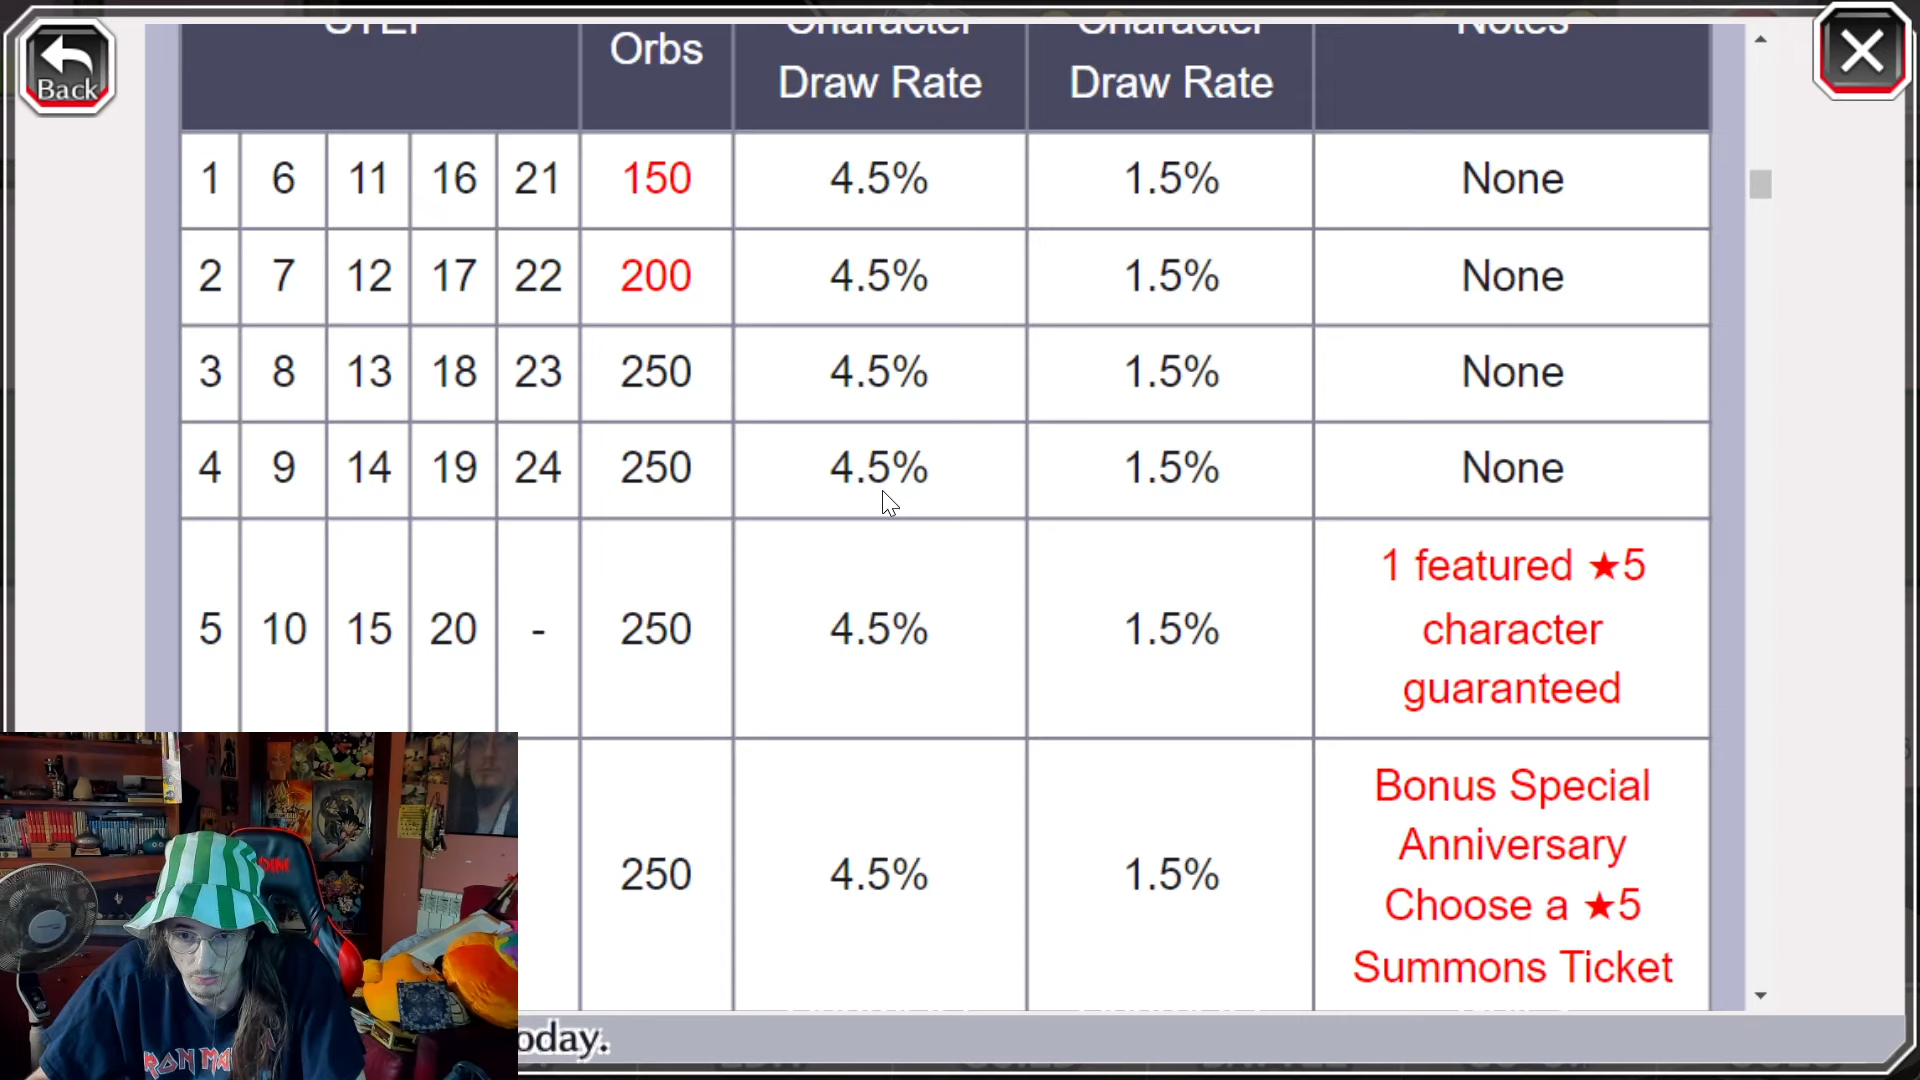 Back
STEP
Orbs
Character
Draw Rate
Character
Draw Rate
Notes
1 6 11 16 21 150 4.5% 1.5% None
2 7 12 17 22 200 4.5% 1.5% None
3 8 13 18 23 250 4.5% 1.5% None
4 9 14 19 24 250 4.5% 1.5% None
5 10 15 20 - 250 4.5% 1.5%
1 featured ★5
character
guaranteed
250 4.5% 1.5%
Bonus Special
Anniversary
Choose a ★5
Summons Ticket
oday.